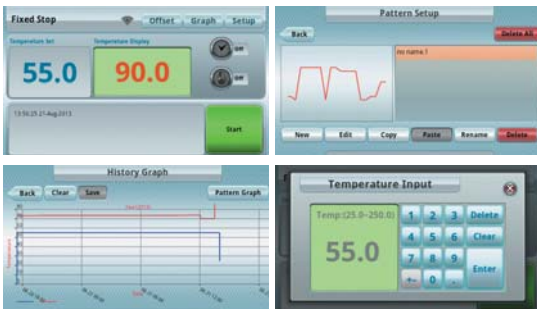 Fixed Stop
Offset
Graph
Setup
Temperature Set
Temperature Display
55.0
90.0
Off
Off
13:50:25 21-Aug-2013
Start
Pattern Setup
Back
Delete All
no name.1
New
Edit
Copy
Paste
Rename
Delete
History Graph
Back
Clear
Save
Pattern Graph
Temperature
Time
Temperature Input
Temp:(25.0~250.0)
55.0
1 2 3 Delete
4 5 6 Clear
7 8 9
Enter
+- 0 .